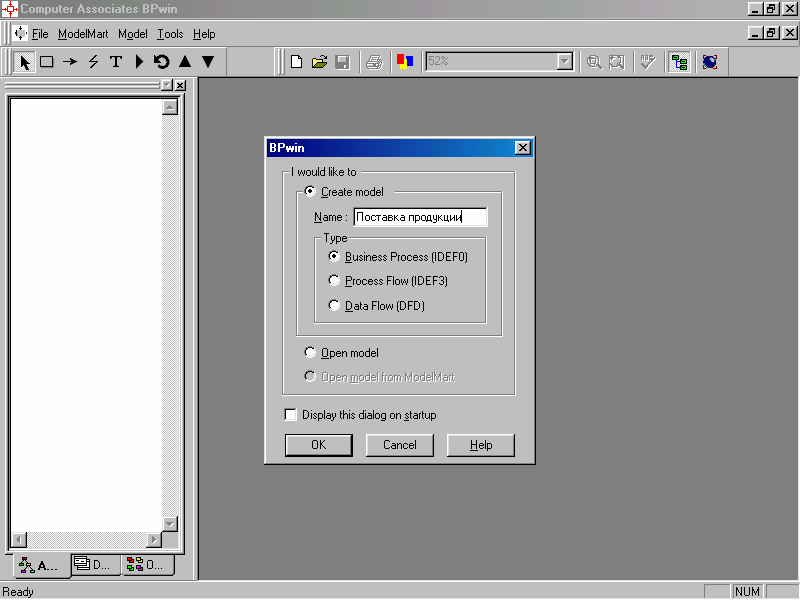 Computer Associates BPwin
File ModelMart Model Tools Help
T 52% ABC
BPwin
I would like to
Create model
Name : Поставка продукции
Type
Business Process (IDEF0)
Process Flow (IDEF3)
Data Flow (DFD)
Open model
Open model from ModelMart
Display this dialog on startup
OK Cancel Help
A... D... O...
Ready NUM